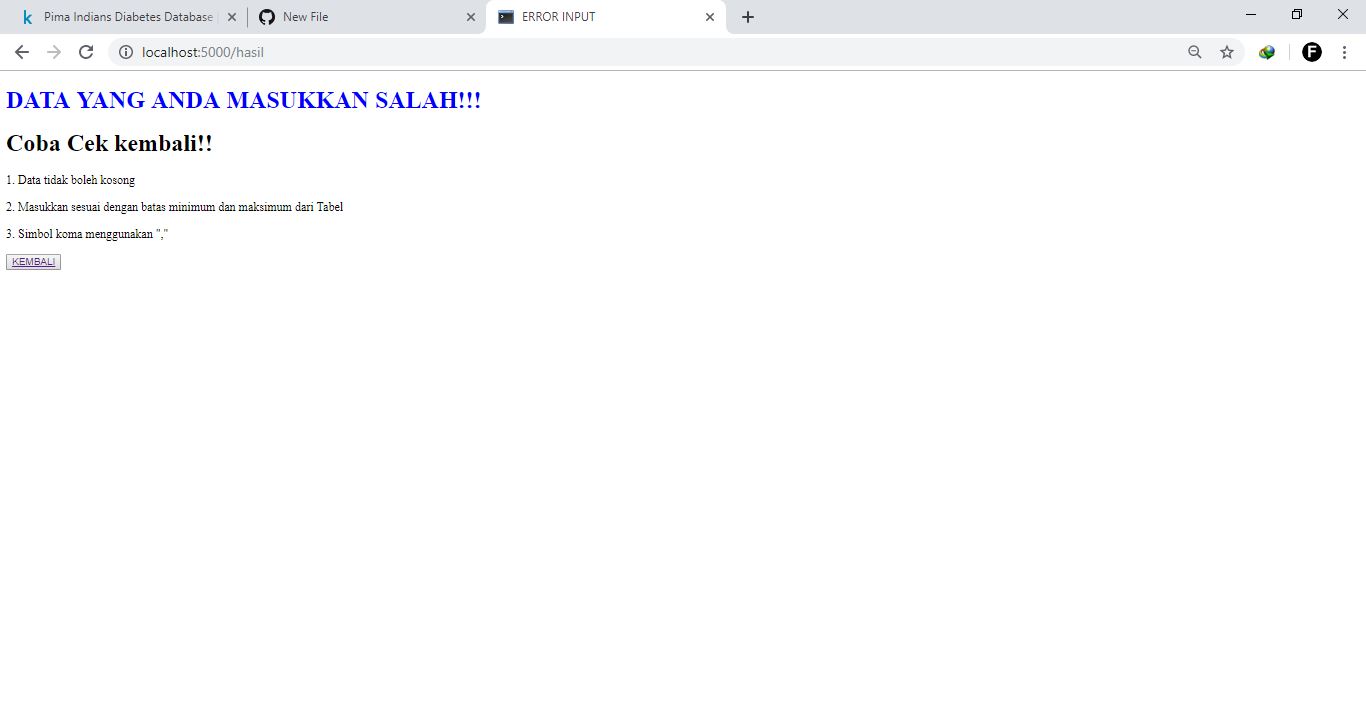 Pima Indians Diabetes Database
New File
ERROR INPUT
localhost:5000/hasil
F
DATA YANG ANDA MASUKKAN SALAH!!!
Coba Cek kembali!!
1. Data tidak boleh kosong
2. Masukkan sesuai dengan batas minimum dan maksimum dari Tabel
3. Simbol koma menggunakan ","
KEMBALI